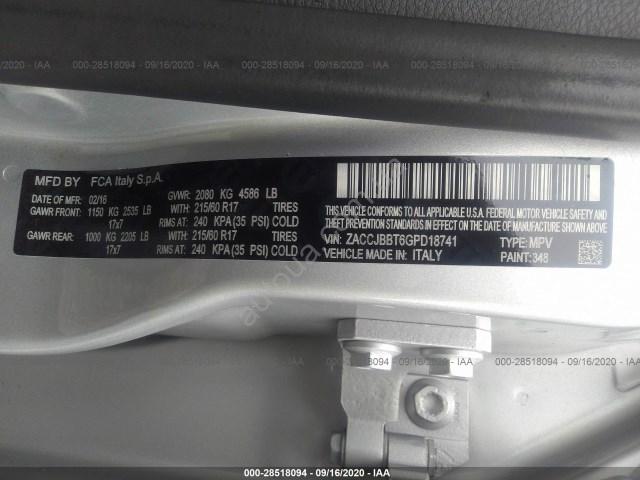 000-28518094 - 09/16/2020 - IAA 000-28518094 - 09/16/2020 - IAA 000-28518094 - 09/16/2020 - IAA
MFD BY FCA Italy S.p.A.
DATE OF MFR: 02/16 GVWR: 2080 KG 4586 LB
GAWR FRONT: 1150 KG 2535 LB WITH: 215/60 R17 TIRES
17x7 RIMS AT: 240 KPA (35 PSI) COLD
GAWR REAR: 1000 KG 2205 LB WITH: 215/60 R17 TIRES
17x7 RIMS AT: 240 KPA (35 PSI) COLD
THIS VEHICLE CONFORMS TO ALL APPLICABLE U.S.A. FEDERAL MOTOR VEHICLE
SAFETY, BUMPER AND THEFT PREVENTION STANDARDS IN EFFECT ON THE DATE
OF MANUFACTURE SHOWN ABOVE.
VIN: ZACCJBBT6GPD18741 TYPE: MPV
VEHICLE MADE IN: ITALY PAINT: 348
autoua.com
000-28518094 - 09/16/2020 - IAA 000-28518094 - 09/16/2020 - IAA
000-28518094 - 09/16/2020 - IAA